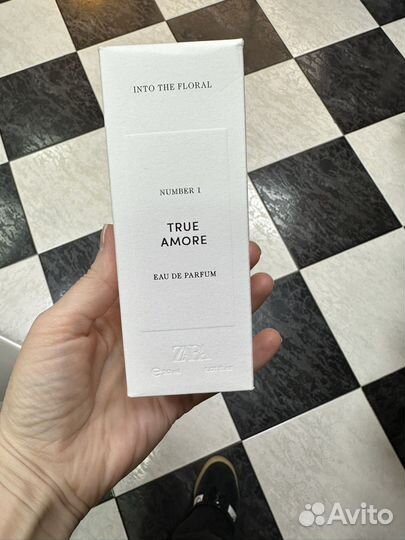 INTO THE FLORAL
NUMBER 1
TRUE
AMORE
EAU DE PARFUM
ZARA
Avito